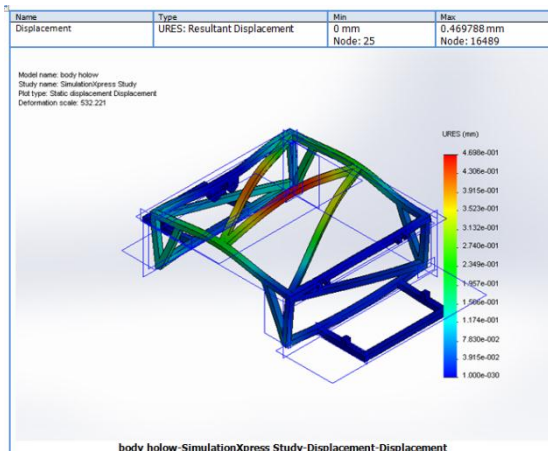 Name Type Min Max
Displacement URES: Resultant Displacement 0 mm 0.469788 mm
Node: 25 Node: 16489
Model name: body holow
Study name: SimulationXpress Study
Plot type: Static displacement Displacement
Deformation scale: 532.221
URES (mm)
4.698e-001
4.306e-001
3.915e-001
3.523e-001
3.132e-001
2.740e-001
2.349e-001
1.957e-001
1.566e-001
1.174e-001
7.830e-002
3.915e-002
1.000e-030
body holow-SimulationXpress Study-Displacement-Displacement